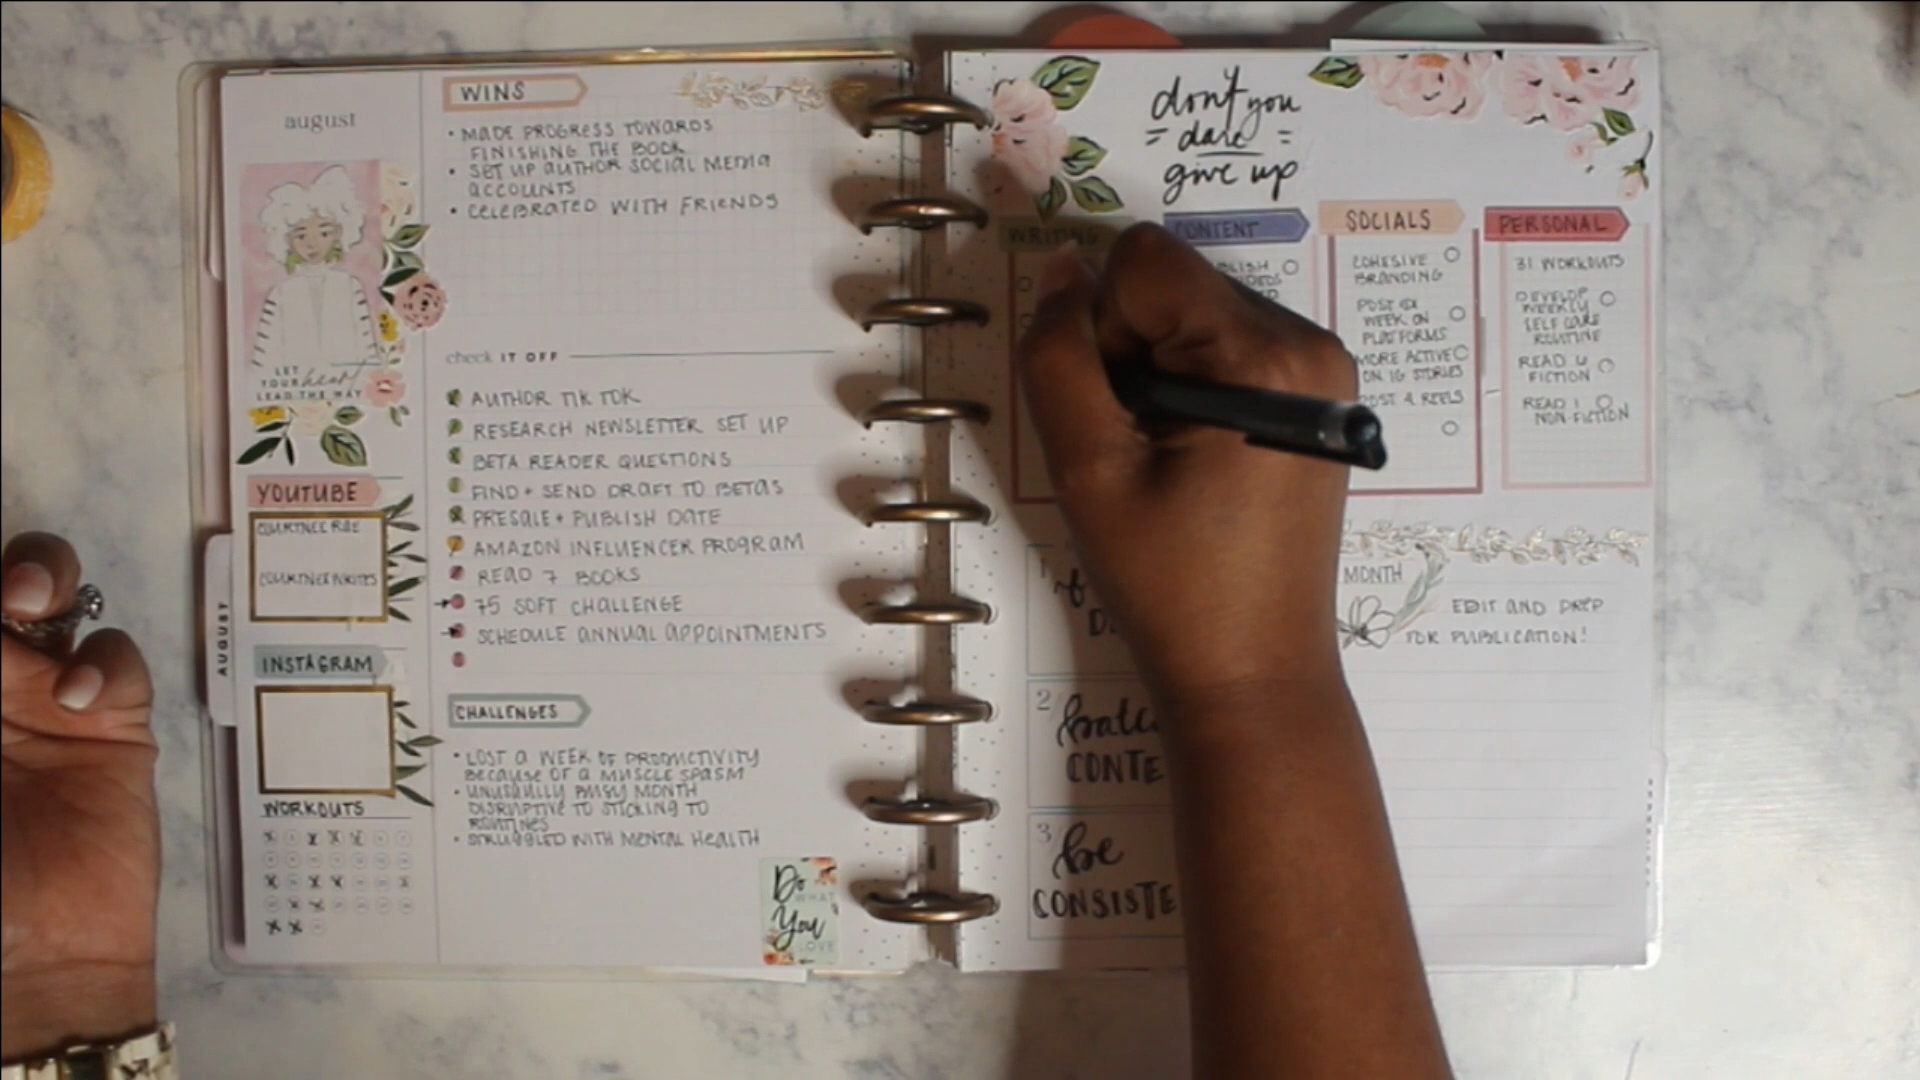 august
LET
YOUR heart
LEAD THE WAY
YOUTUBE
COURTNEE RAE
INSTAGRAM
WORKOUTS
AUGUST
WINS
• MADE PROGRESS TOWARDS
FINISHING THE BOOK
• SET UP AUTHOR SOCIAL MEDIA
ACCOUNTS
• CELEBRATED WITH FRIENDS
check IT OFF
AUTHOR TIK TOK
RESEARCH NEWSLETTER SET UP
BETA READER QUESTIONS
FIND + SEND DRAFT TO BETAS
PRESALE + PUBLISH DATE
AMAZON INFLUENCER PROGRAM
READ 7 BOOKS
75 SOFT CHALLENGE
SCHEDULE ANNUAL APPOINTMENTS
CHALLENGES
• LOST A WEEK OF PRODUCTIVITY
BECAUSE OF A MUSCLE SPASM
• UNUSUALLY BUSY MONTH
DISRUPTIVE TO STICKING TO
ROUTINES
• STRUGGLED WITH MENTAL HEALTH
Do
WHAT
You
LOVE
don't you
= dare =
give up
WRITING
CONTENT
SOCIALS
COHESIVE
BRANDING
POST
WEEK ON
PLATFORMS
MORE ACTIVE
ON IG STORIES
POST 4 REELS
PERSONAL
31 WORKOUTS
DEVELOP
WEEKLY
SELF CARE
ROUTINE
READ 4
FICTION
READ 1
NON-FICTION
1
2
CONTE
3
be
CONSISTE
MONTH
EDIT AND PREP
FOR PUBLICATION!